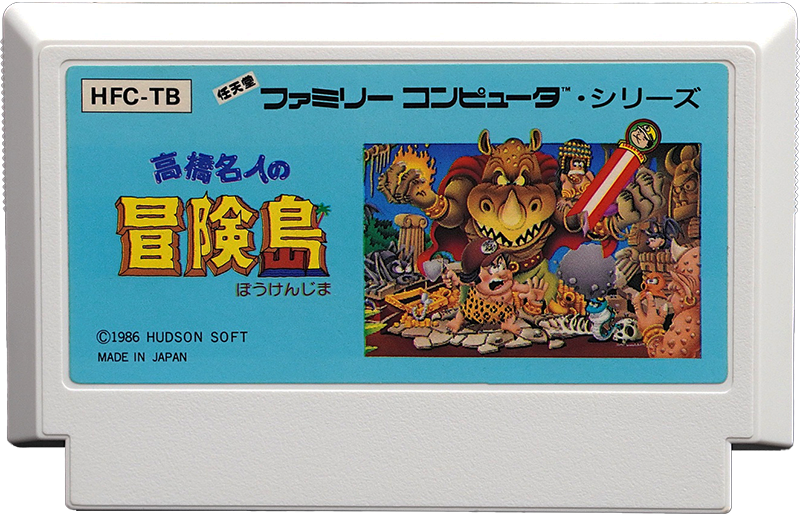 HFC-TB
任天堂
ファミリー コンピュータ™・シリーズ
高橋名人の
冒険島
ぼうけんじま
©1986 HUDSON SOFT
MADE IN JAPAN